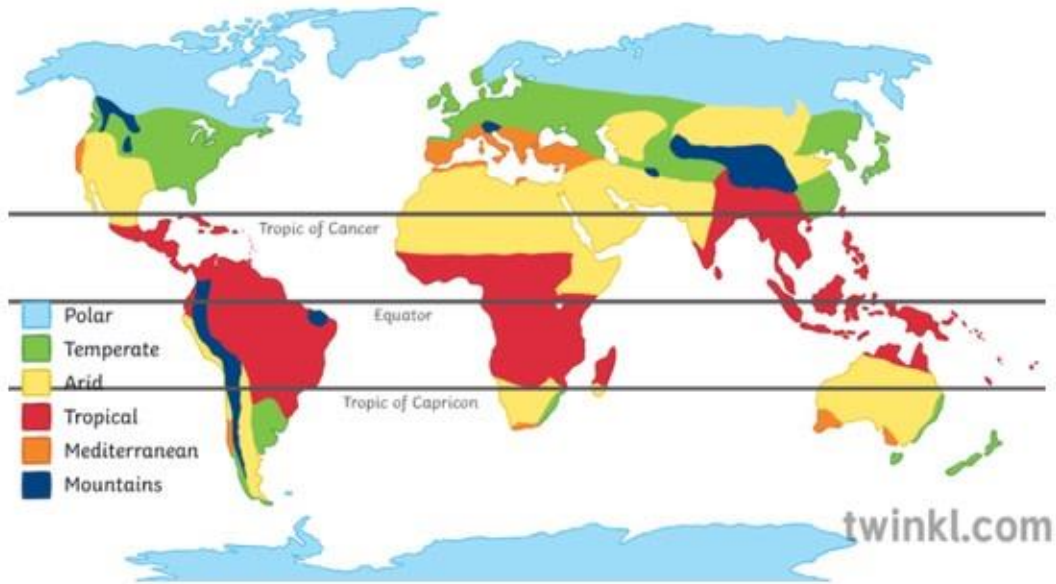 Tropic of Cancer
Equator
Tropic of Capricon
Polar
Temperate
Arid
Tropical
Mediterranean
Mountains
twinkl.com